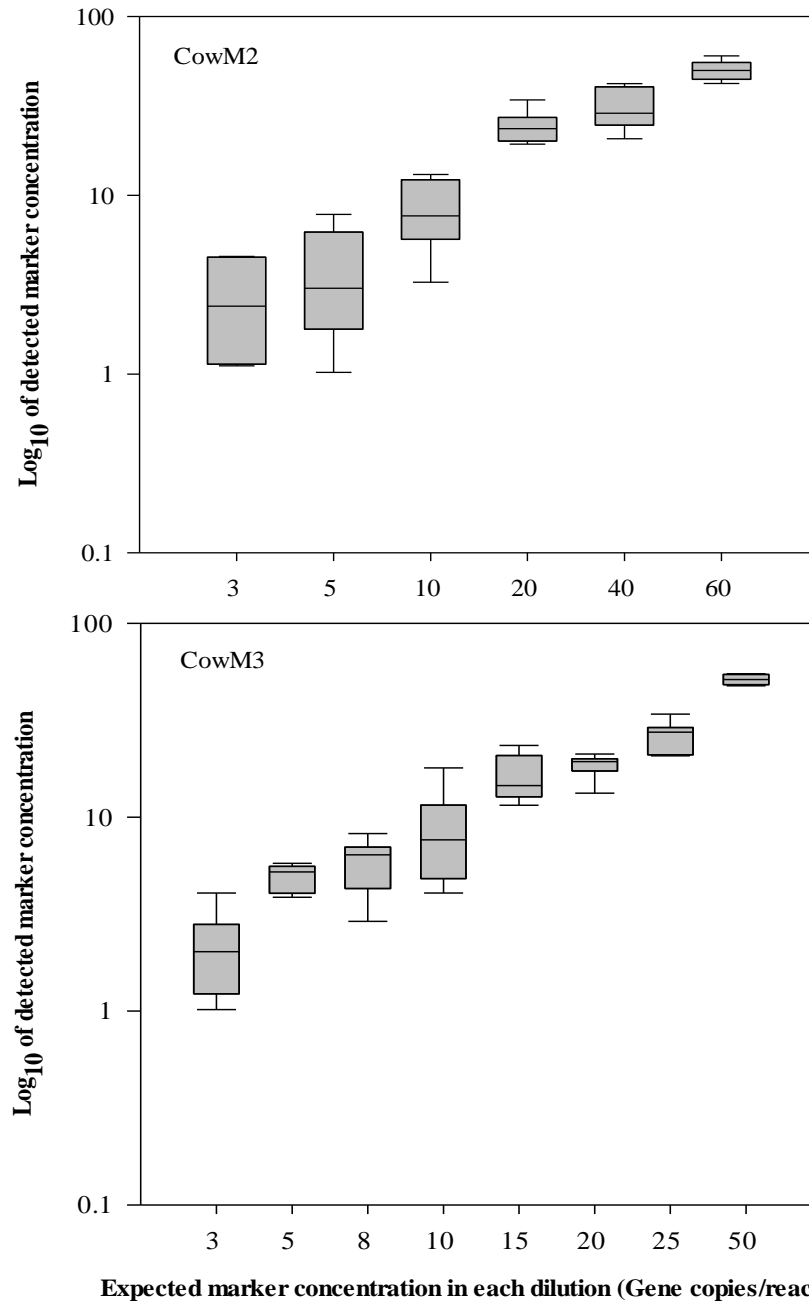 100
CowM2
10
1
0.1
Log10 of detected marker concentration
3 5 10 20 40 60
100
CowM3
10
1
0.1
Log10 of detected marker concentration
3 5 8 10 15 20 25 50
Expected marker concentration in each dilution (Gene copies/reac